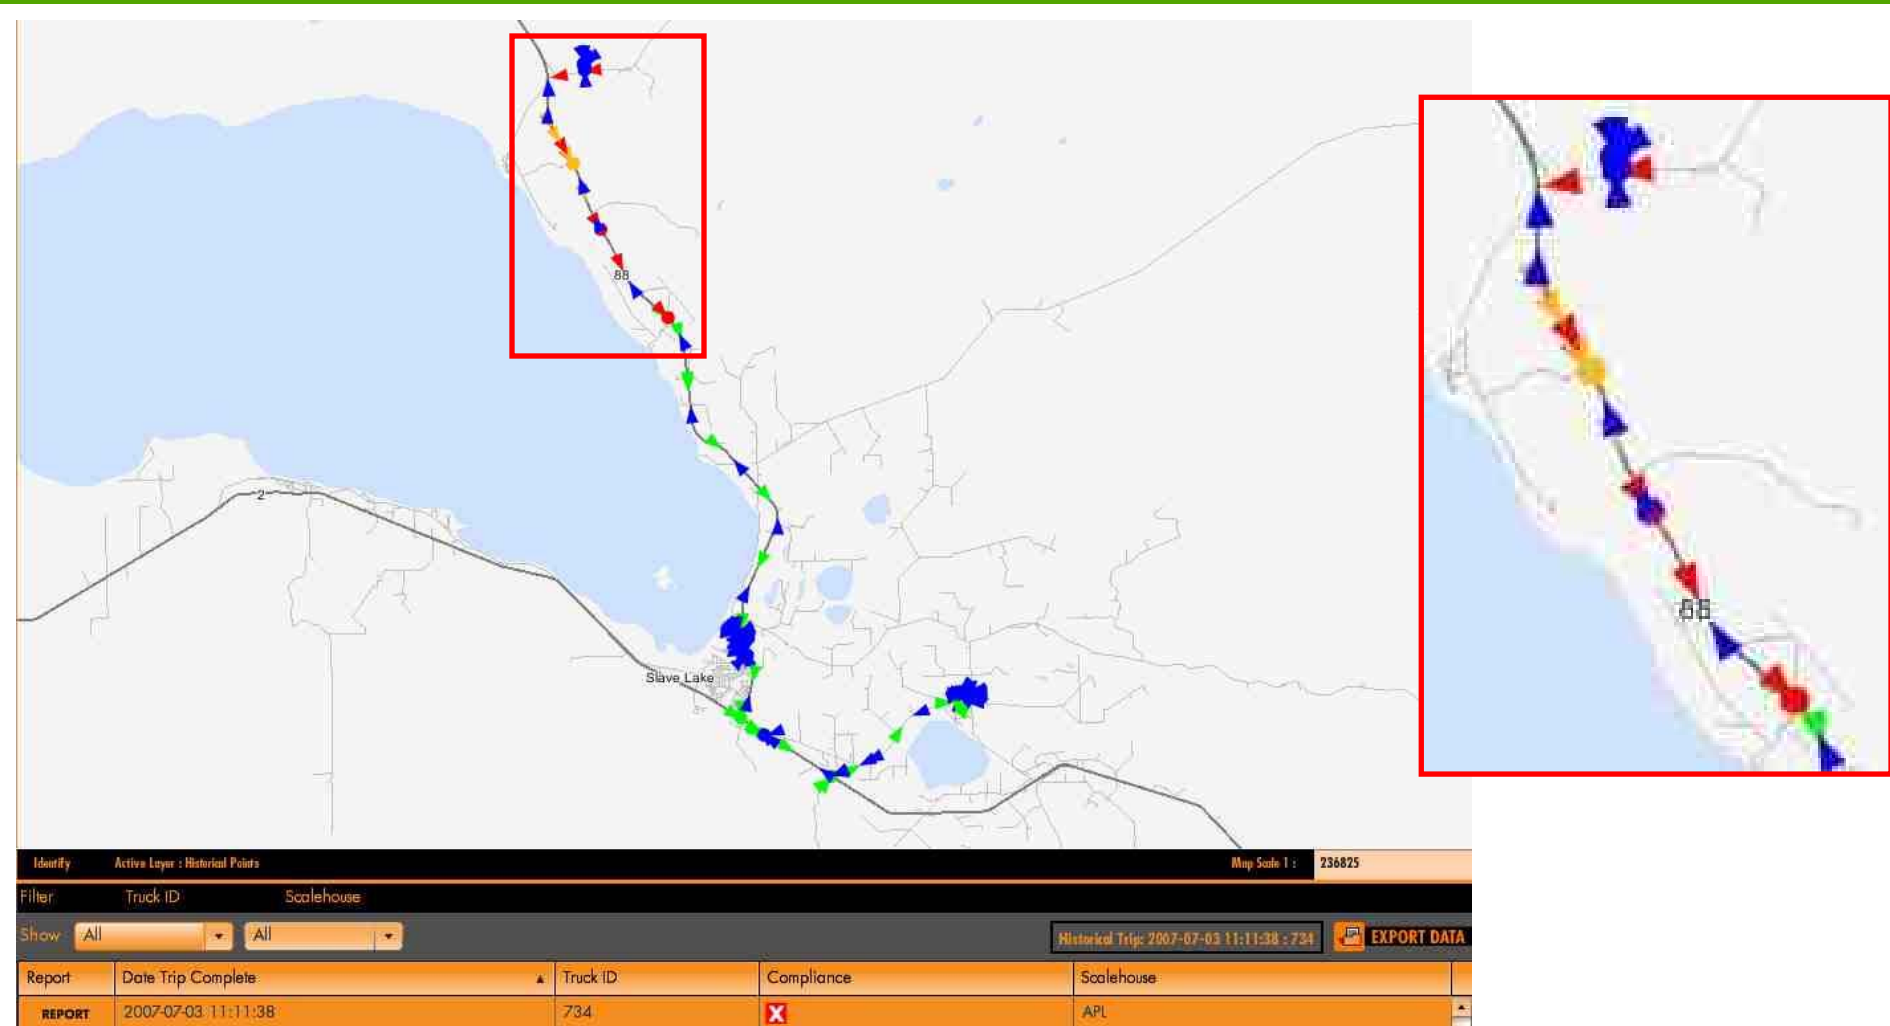 88
2
Slave Lake
88
Identify Active Layer : Historical Points Map Scale 1 : 236825
Filter Truck ID Scalehouse
Show All All Historical Trip: 2007-07-03 11:11:38 : 734 EXPORT DATA
Report Date Trip Complete Truck ID Compliance Scalehouse
REPORT 2007-07-03 11:11:38 734 X APL